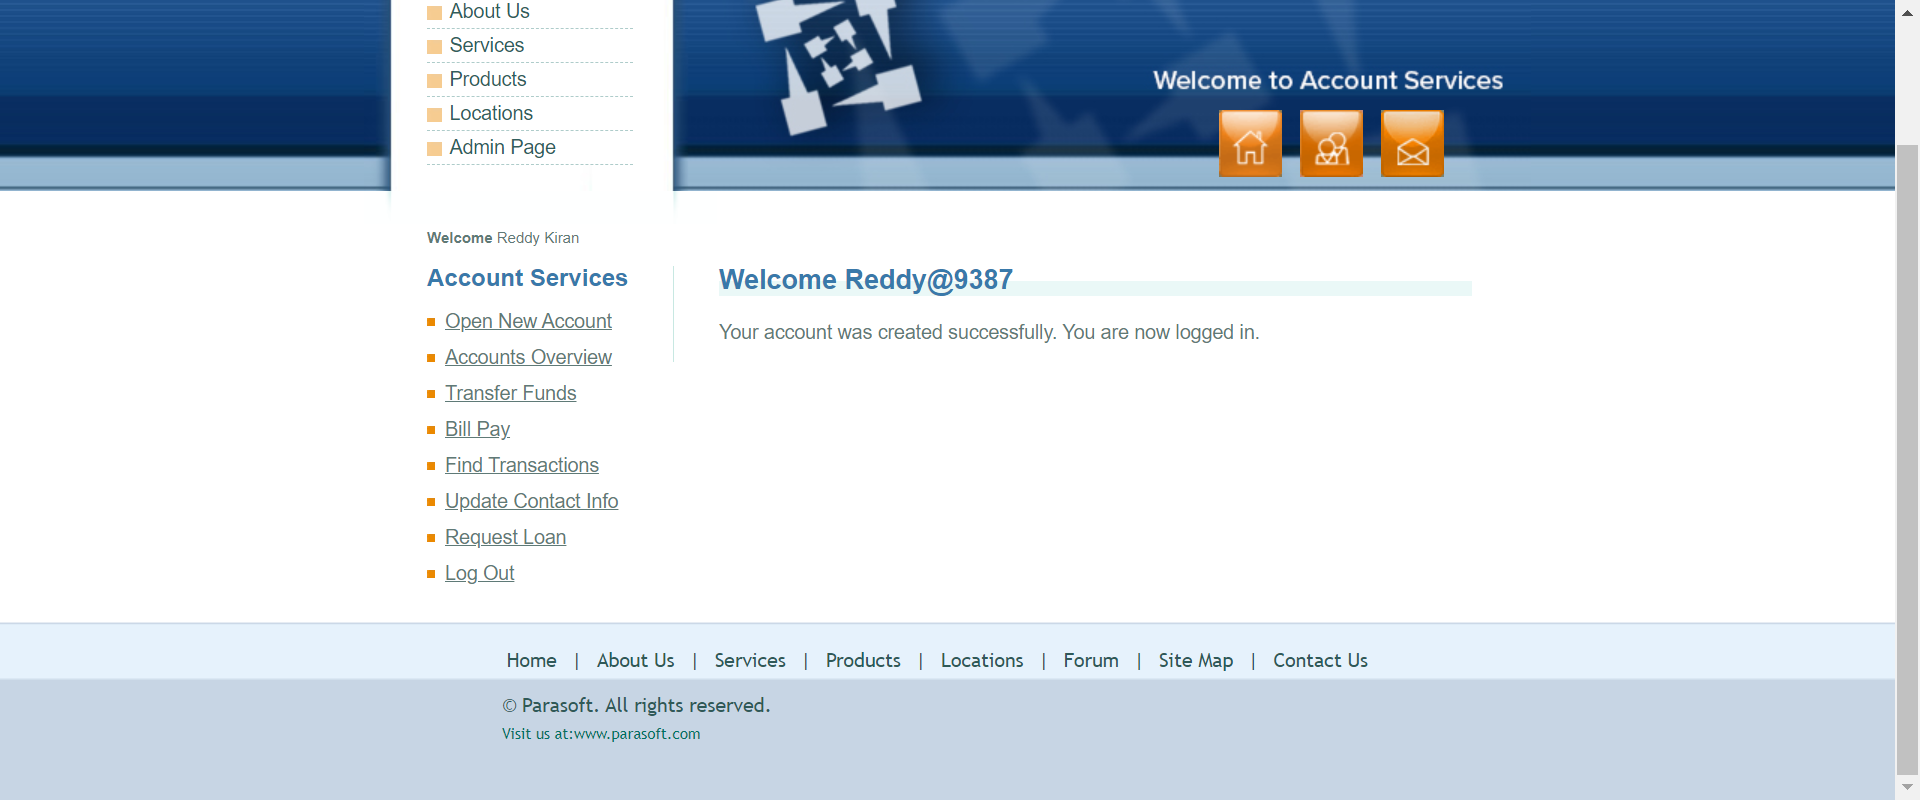 About Us
Services
Products
Locations
Admin Page
Welcome to Account Services
Welcome Reddy Kiran
Account Services
Open New Account
Accounts Overview
Transfer Funds
Bill Pay
Find Transactions
Update Contact Info
Request Loan
Log Out
Welcome Reddy@9387
Your account was created successfully. You are now logged in.
Home | About Us | Services | Products | Locations | Forum | Site Map | Contact Us
© Parasoft. All rights reserved.
Visit us at:www.parasoft.com